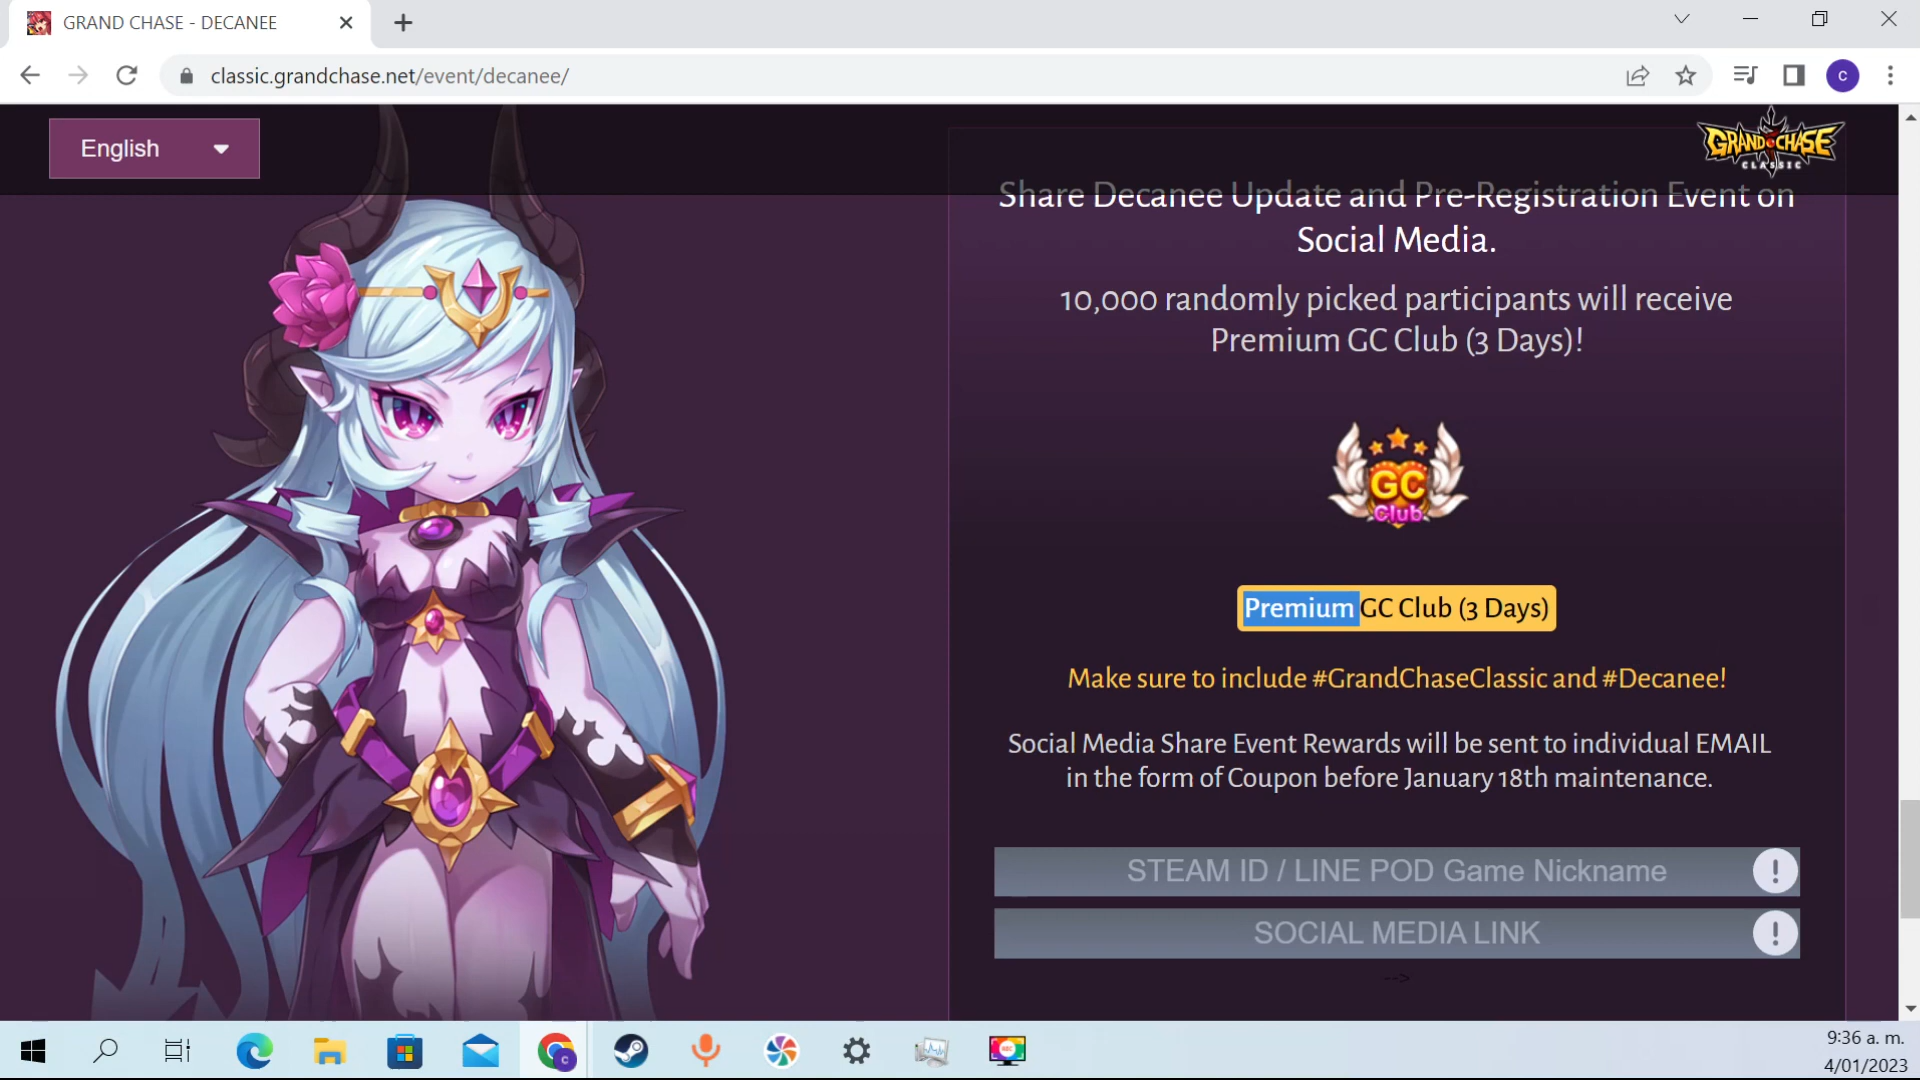 GRAND CHASE - DECANEE
classic.grandchase.net/event/decanee/
c
English
GRAND CHASE
CLASSIC
Share Decanee Update and Pre-Registration Event on
Social Media.
10,000 randomly picked participants will receive
Premium GC Club (3 Days)!
GC
Club
Premium GC Club (3 Days)
Make sure to include #GrandChaseClassic and #Decanee!
Social Media Share Event Rewards will be sent to individual EMAIL
in the form of Coupon before January 18th maintenance.
STEAM ID / LINE POD Game Nickname
!
SOCIAL MEDIA LINK
!
-->
c
9:36 a. m.
4/01/2023